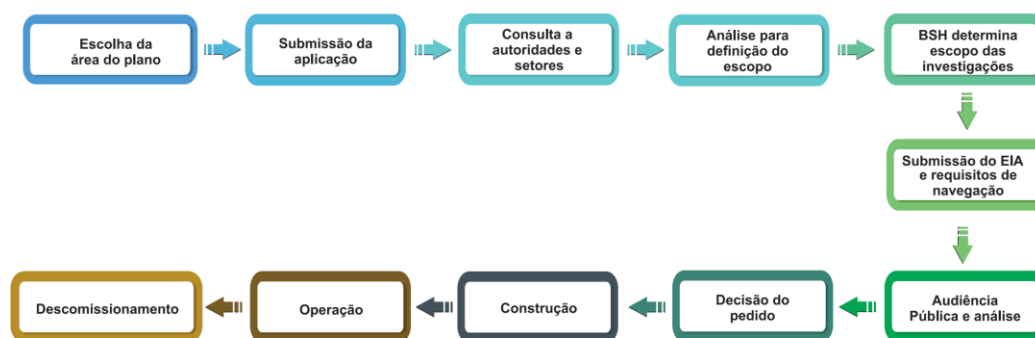 Escolha da
área do plano
Submissão da
aplicação
Consulta a
autoridades e
setores
Análise para
definição do
escopo
BSH determina
escopo das
investigações
Submissão do EIA
e requisitos de
navegação
Audiência
Pública e análise
Decisão do
pedido
Construção
Operação
Descomissionamento